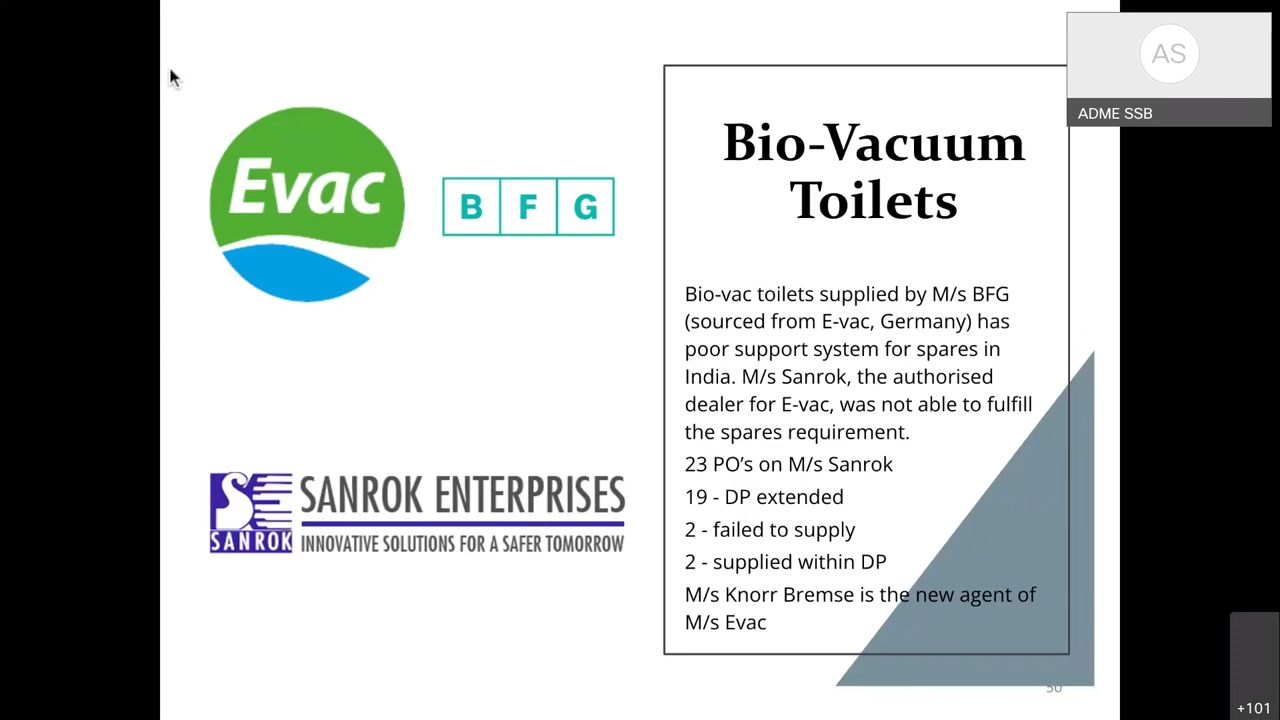 Evac
B F G
SANROK
SANROK ENTERPRISES
INNOVATIVE SOLUTIONS FOR A SAFER TOMORROW
Bio-Vacuum
Toilets
Bio-vac toilets supplied by M/s BFG
(sourced from E-vac, Germany) has
poor support system for spares in
India. M/s Sanrok, the authorised
dealer for E-vac, was not able to fulfill
the spares requirement.
23 PO’s on M/s Sanrok
19 - DP extended
2 - failed to supply
2 - supplied within DP
M/s Knorr Bremse is the new agent of
M/s Evac
50
AS
ADME SSB
+101